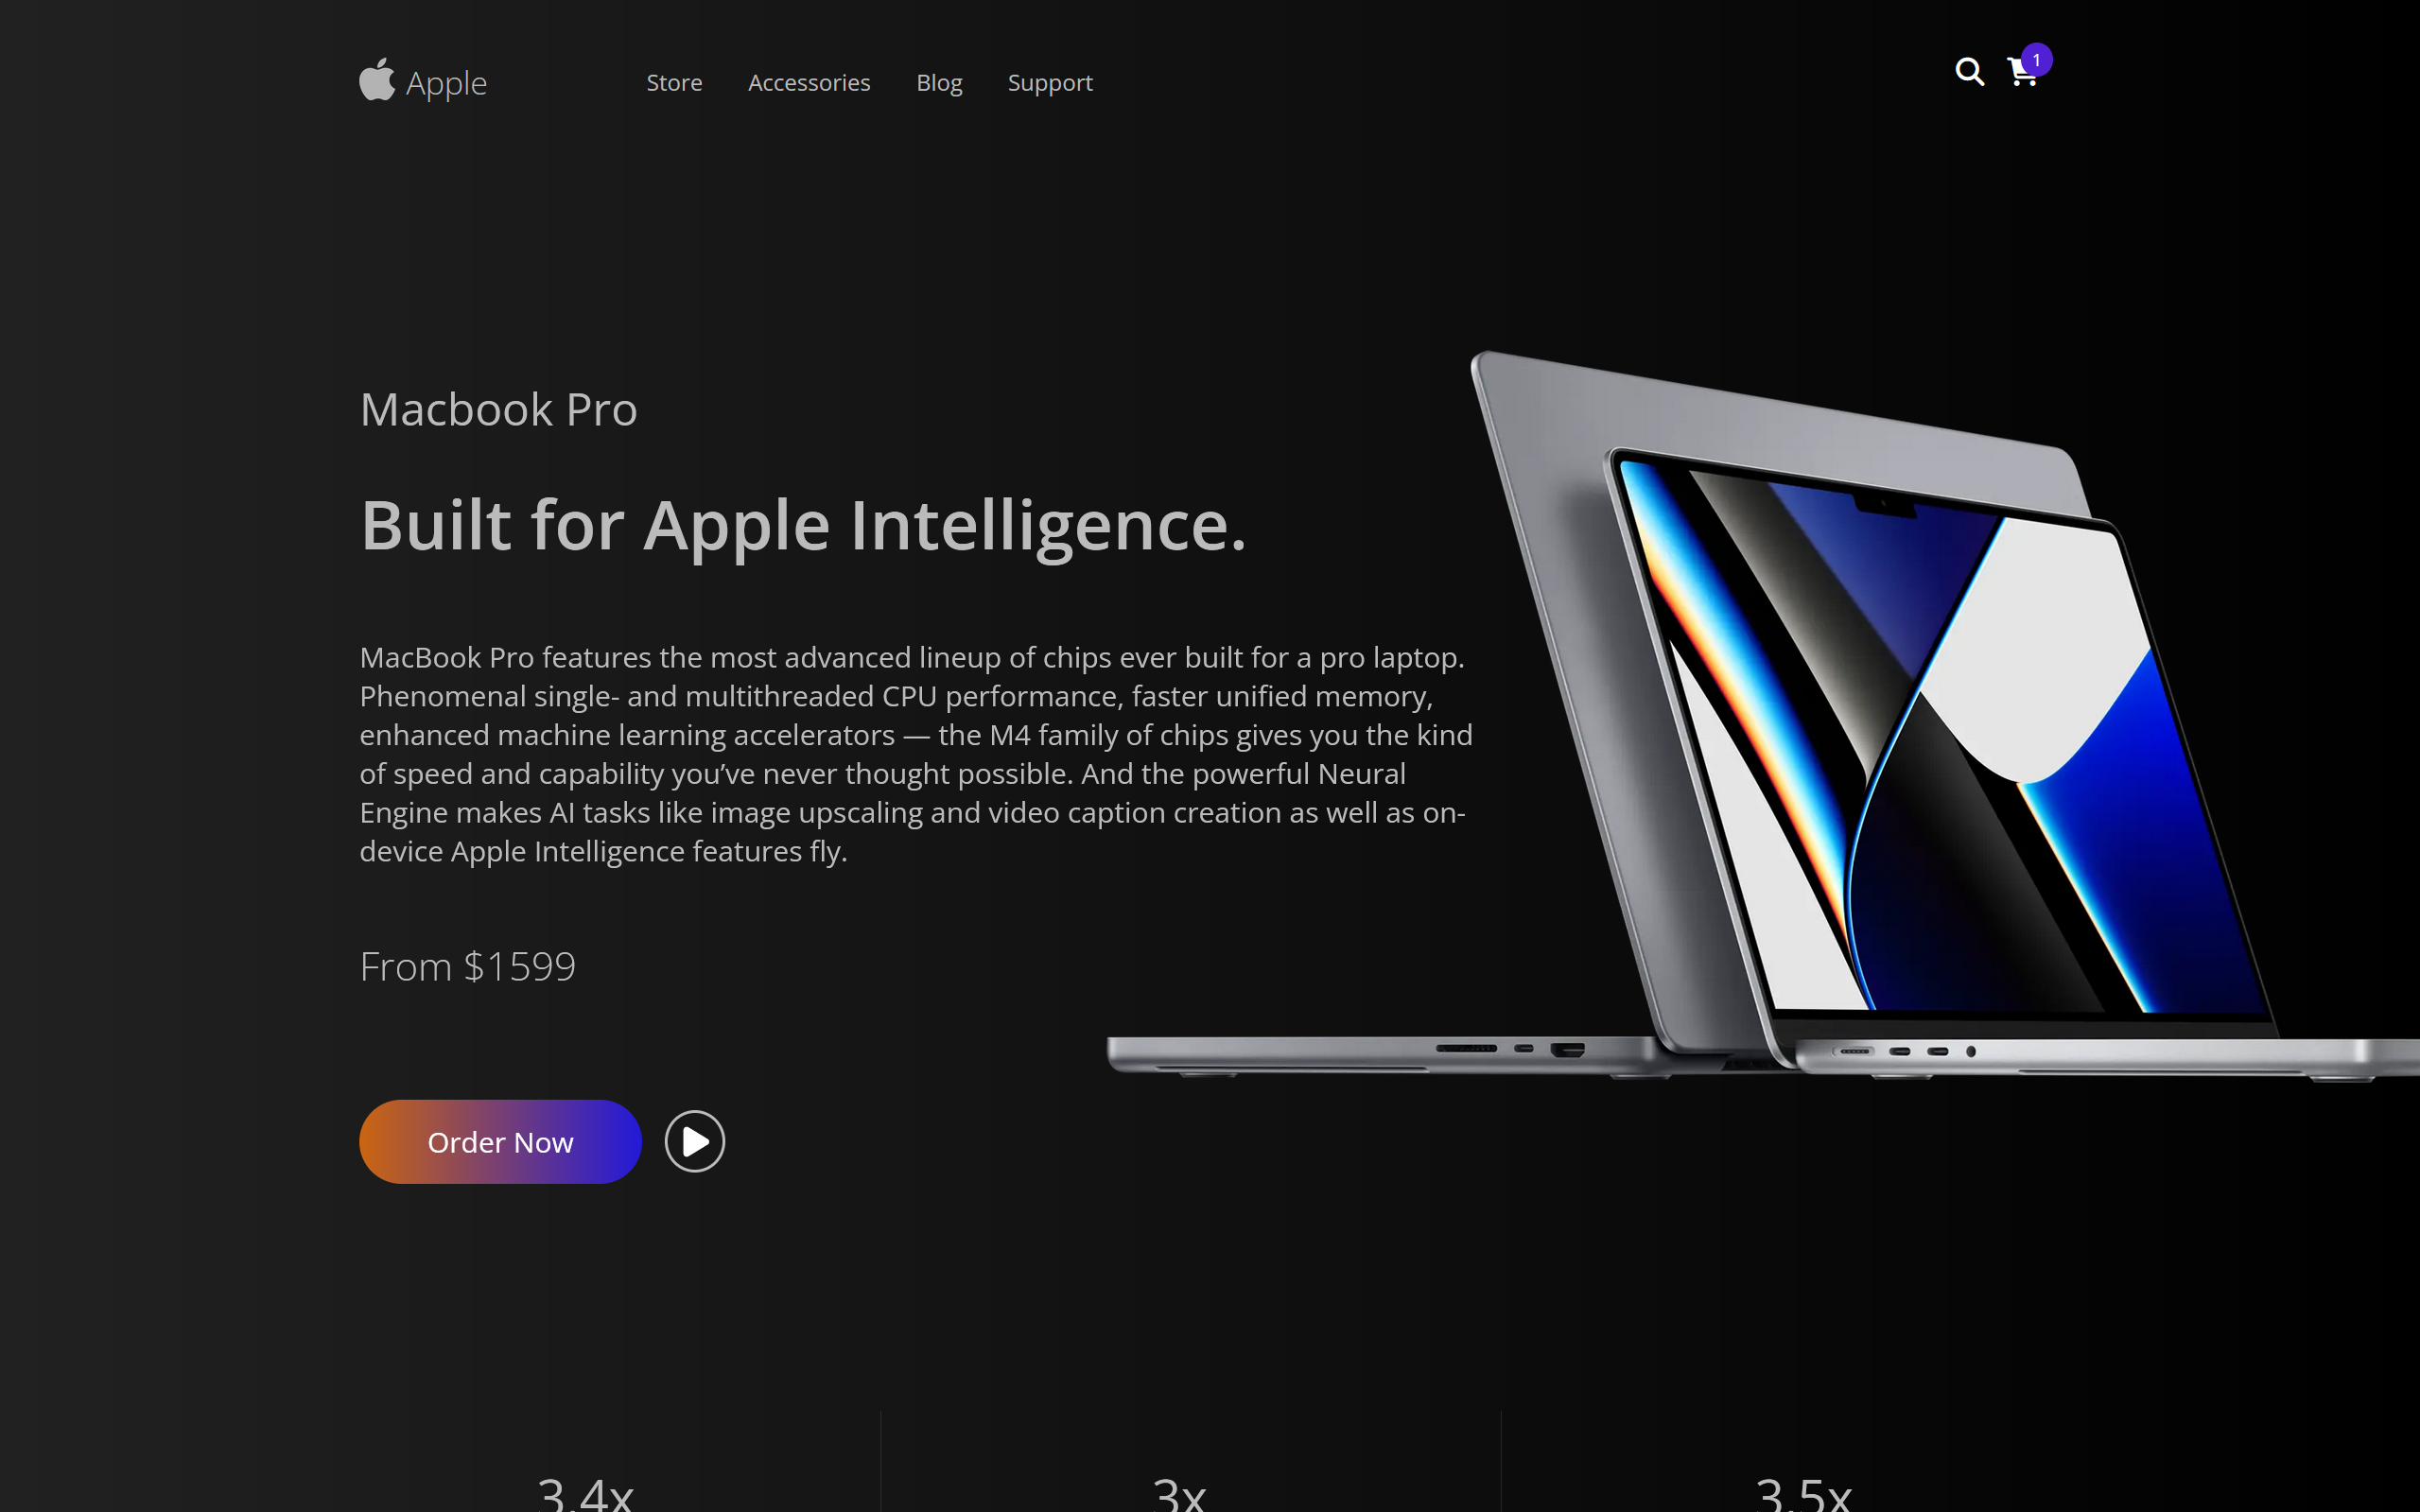 Apple
Store
Accessories
Blog
Support
1
Macbook Pro
Built for Apple Intelligence.
MacBook Pro features the most advanced lineup of chips ever built for a pro laptop.
Phenomenal single- and multithreaded CPU performance, faster unified memory,
enhanced machine learning accelerators — the M4 family of chips gives you the kind
of speed and capability you’ve never thought possible. And the powerful Neural
Engine makes AI tasks like image upscaling and video caption creation as well as on-
device Apple Intelligence features fly.
From $1599
Order Now
3.4x
3x
3.5x